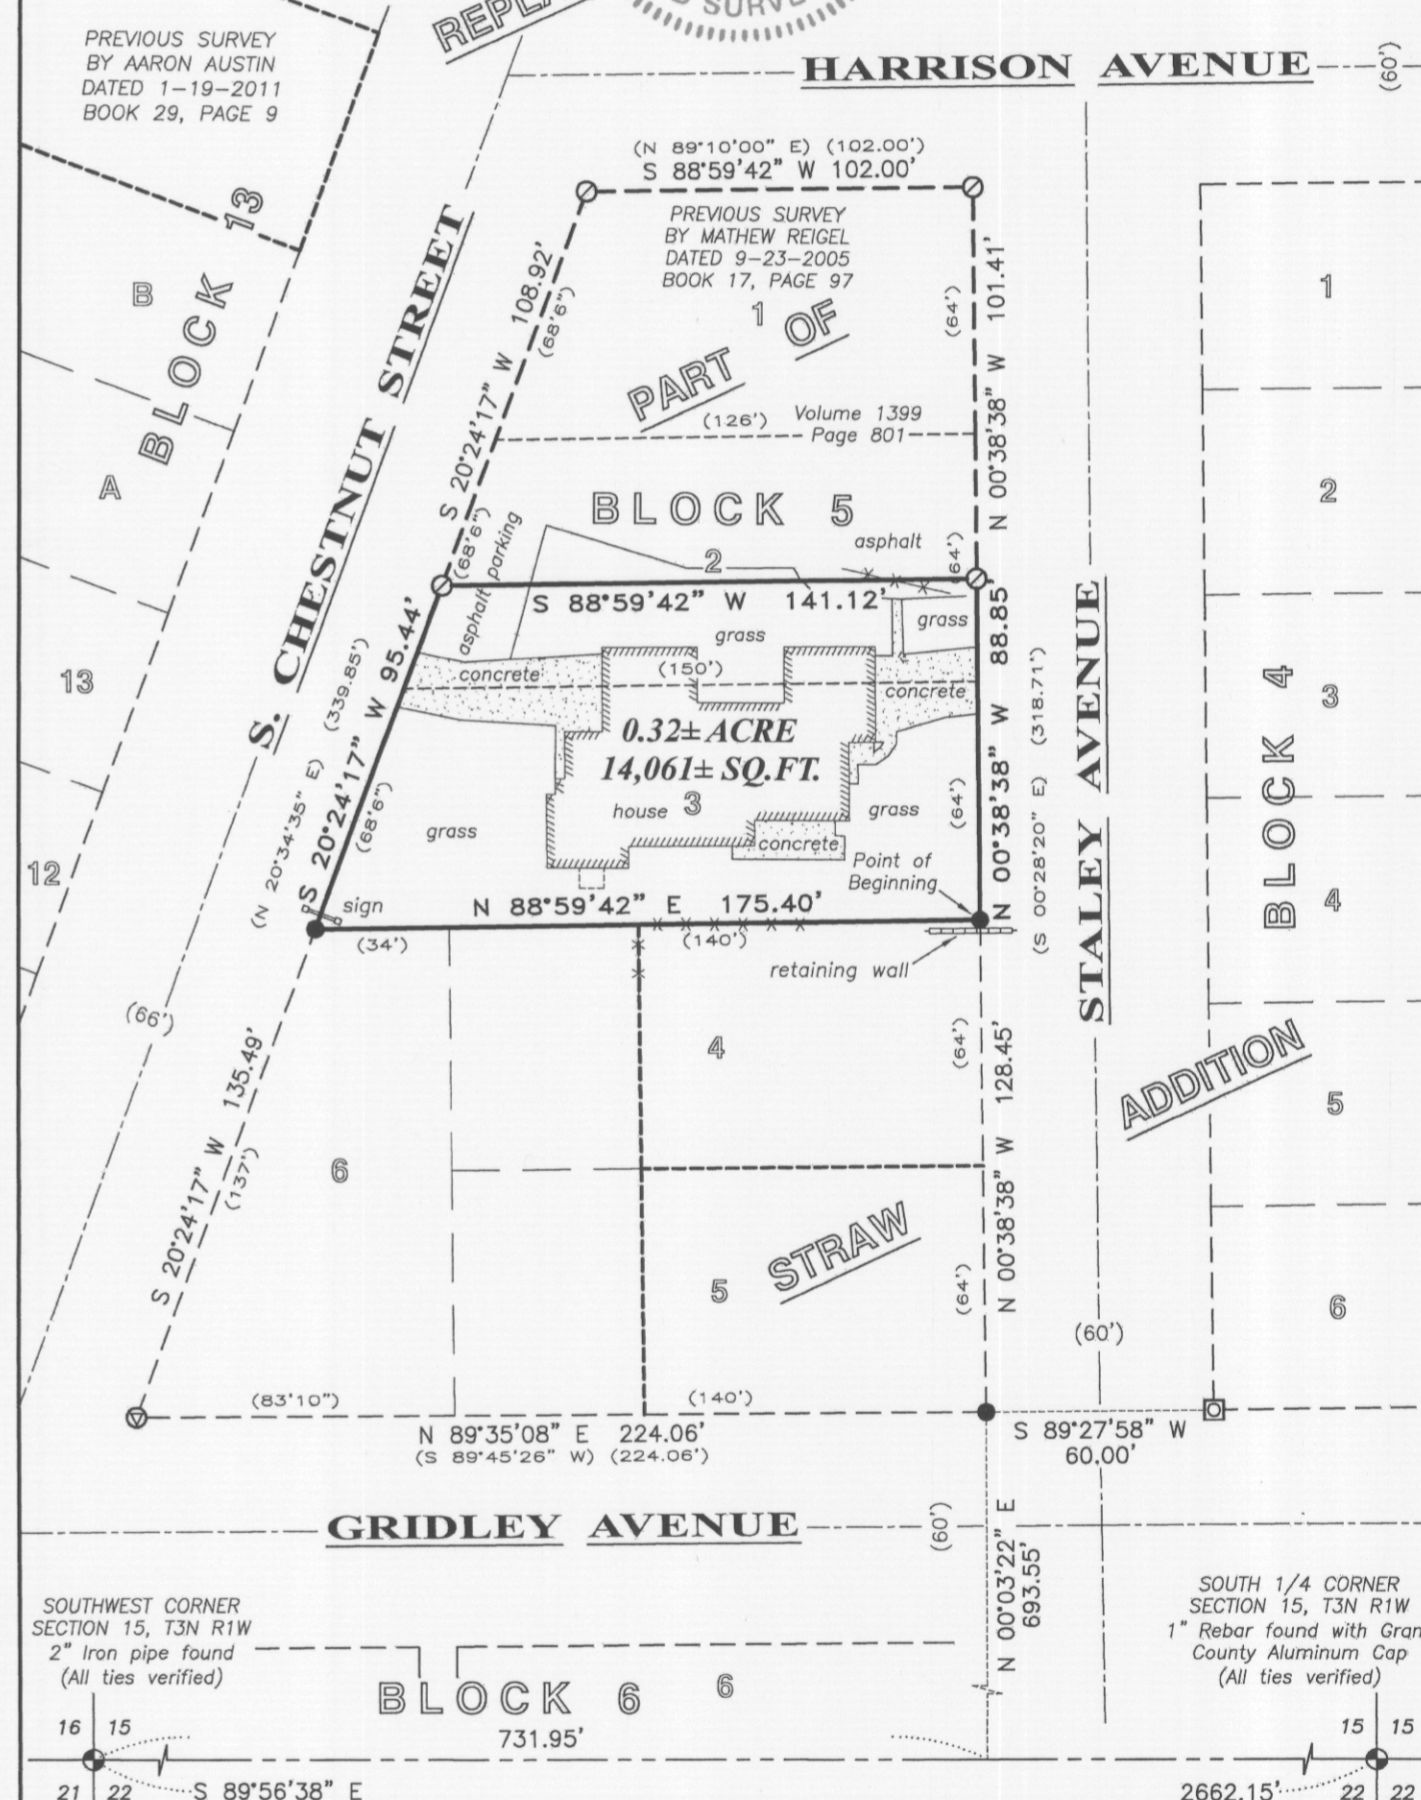 PREVIOUS SURVEY
BY AARON AUSTIN
DATED 1-19-2011
BOOK 29, PAGE 9
HARRISON AVENUE
(60')
(N 89°10'00" E) (102.00')
S 88°59'42" W 102.00'
PREVIOUS SURVEY
BY MATHEW REIGEL
DATED 9-23-2005
BOOK 17, PAGE 97
13
B
BLOCK
A
13
12
S. CHESTNUT STREET
S 20°24'17" W 108.92'
(68'6")
(68'6")
1
PART OF
(126')
Volume 1399
Page 801
(64')
N 00°38'38" W 101.41'
BLOCK 5
2
asphalt
asphalt parking
(64')
S 88°59'42" W 141.12'
grass
grass
concrete
(150')
concrete
0.32± ACRE
14,061± SQ.FT.
house 3
grass
grass
concrete
Point of
Beginning
S 20°24'17" W 95.44'
(N 20°34'35" E) (339.85')
(68'6")
(64')
N 00°38'38" W 88.85'
(S 00°28'20" E) (318.71')
STALEY AVENUE
sign
N 88°59'42" E 175.40'
(34')
(140')
retaining wall
(66')
S 20°24'17" W 135.49'
(137')
4
(64')
N 00°38'38" W 128.45'
6
5
(64')
STRAW
ADDITION
1
2
3
BLOCK 4
4
5
6
(60')
(83'10")
(140')
N 89°35'08" E 224.06'
(S 89°45'26" W) (224.06')
S 89°27'58" W
60.00'
GRIDLEY AVENUE
(60')
N 00°03'22" E
693.55'
SOUTHWEST CORNER
SECTION 15, T3N R1W
2" Iron pipe found
(All ties verified)
SOUTH 1/4 CORNER
SECTION 15, T3N R1W
1" Rebar found with Gran
County Aluminum Cap
(All ties verified)
BLOCK 6
6
731.95'
16 15
21 22
S 89°56'38" E
2662.15'
15 15
22 22